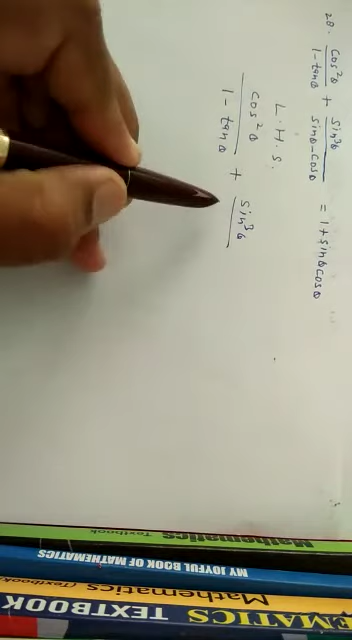 28. cos²θ/(1-tanθ) + sin³θ/(sinθ-cosθ) = 1+sinθcosθ
L.H.S.
cos²θ/(1-tanθ) + sin³θ
Mathematics Textbook
MY JOYFUL BOOK OF MATHEMATICS
Mathematics (Textbook)
EMATICS TEXTBOOK